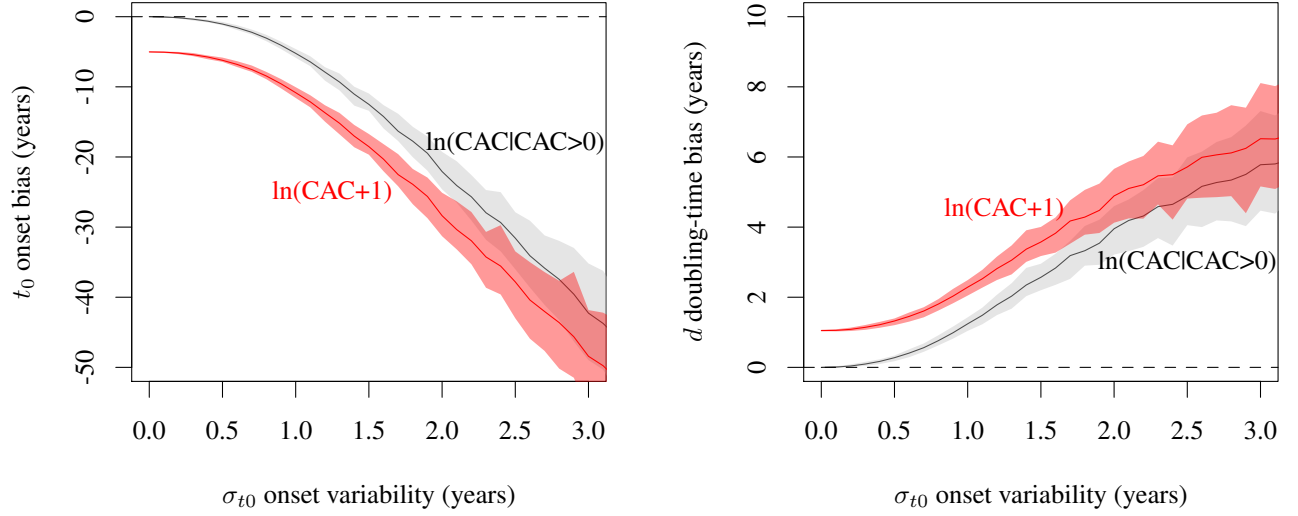 t0 onset bias (years)
0
-10
-20
-30
-40
-50
ln(CAC|CAC>0)
ln(CAC+1)
0.0 0.5 1.0 1.5 2.0 2.5 3.0
σt0 onset variability (years)
d doubling-time bias (years)
10
8
6
4
2
0
ln(CAC+1)
ln(CAC|CAC>0)
0.0 0.5 1.0 1.5 2.0 2.5 3.0
σt0 onset variability (years)